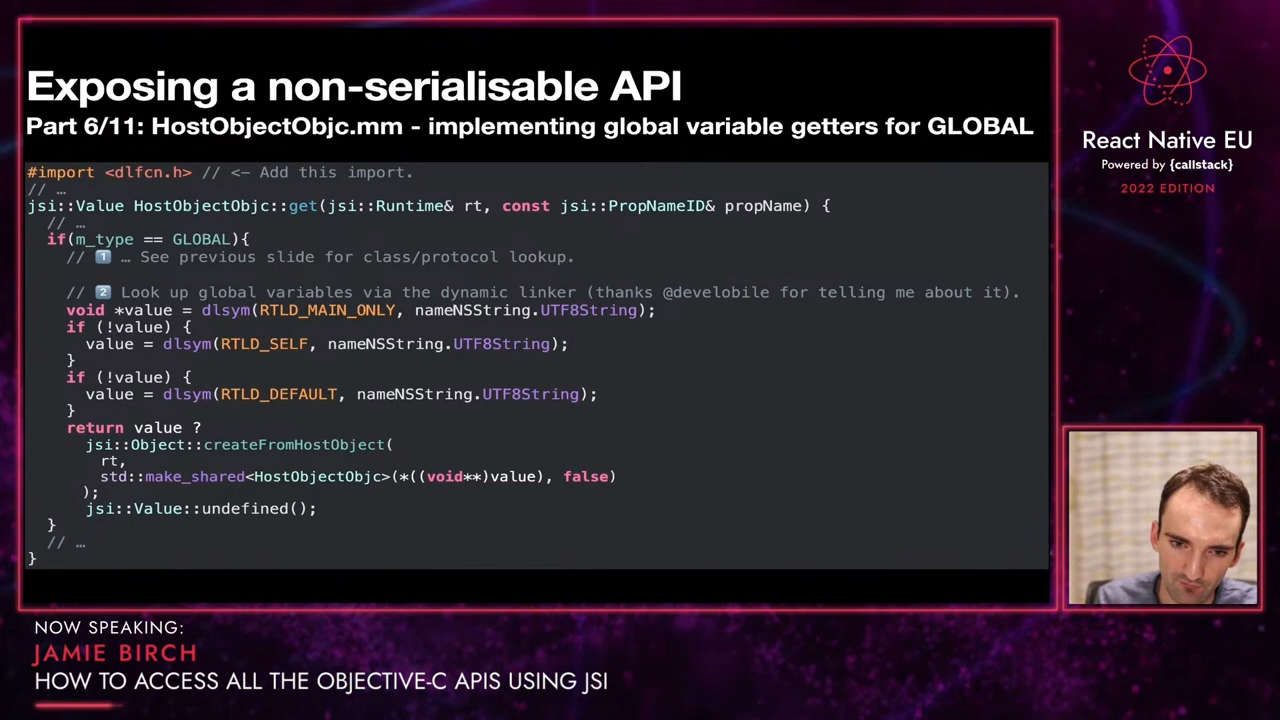 Exposing a non-serialisable API
Part 6/11: HostObjectObjc.mm - implementing global variable getters for GLOBAL
#import <dlfcn.h> // <– Add this import.
// …
jsi::Value HostObjectObjc::get(jsi::Runtime& rt, const jsi::PropNameID& propName) {
// …
if(m_type == GLOBAL){
// 1️⃣ … See previous slide for class/protocol lookup.
// 2️⃣ Look up global variables via the dynamic linker (thanks @develobile for telling me about it).
void *value = dlsym(RTLD_MAIN_ONLY, nameNSString.UTF8String);
if (!value) {
value = dlsym(RTLD_SELF, nameNSString.UTF8String);
}
if (!value) {
value = dlsym(RTLD_DEFAULT, nameNSString.UTF8String);
}
return value ?
jsi::Object::createFromHostObject(
rt,
std::make_shared<HostObjectObjc>(*((void**)value), false)
);
jsi::Value::undefined();
}
// …
}
React Native EU
Powered by {callstack}
2022 EDITION
NOW SPEAKING:
JAMIE BIRCH
HOW TO ACCESS ALL THE OBJECTIVE-C APIS USING JSI